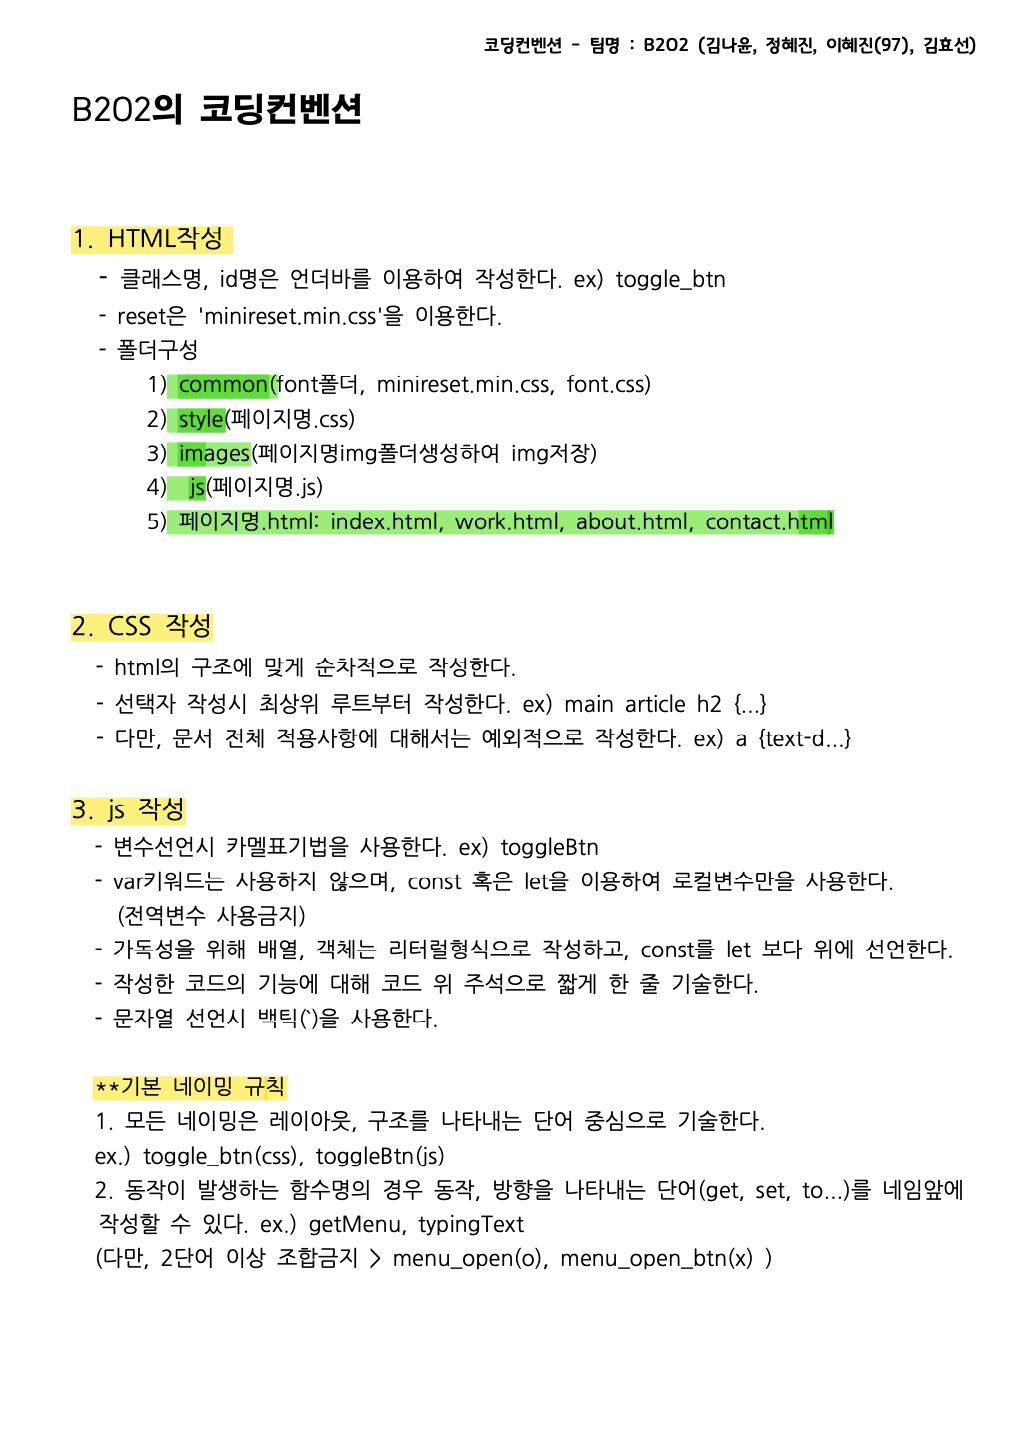 코딩컨벤션 - 팀명 : B2O2 (김나윤, 정혜진, 이혜진(97), 김효선)
B2O2의 코딩컨벤션
1. HTML작성
- 클래스명, id명은 언더바를 이용하여 작성한다. ex) toggle_btn
- reset은 'minireset.min.css'을 이용한다.
- 폴더구성
1) common(font폴더, minireset.min.css, font.css)
2) style(페이지명.css)
3) images(페이지명img폴더생성하여 img저장)
4) js(페이지명.js)
5) 페이지명.html: index.html, work.html, about.html, contact.html
2. CSS 작성
- html의 구조에 맞게 순차적으로 작성한다.
- 선택자 작성시 최상위 루트부터 작성한다. ex) main article h2 {...}
- 다만, 문서 전체 적용사항에 대해서는 예외적으로 작성한다. ex) a {text-d...}
3. js 작성
- 변수선언시 카멜표기법을 사용한다. ex) toggleBtn
- var키워드는 사용하지 않으며, const 혹은 let을 이용하여 로컬변수만을 사용한다.
(전역변수 사용금지)
- 가독성을 위해 배열, 객체는 리터럴형식으로 작성하고, const를 let 보다 위에 선언한다.
- 작성한 코드의 기능에 대해 코드 위 주석으로 짧게 한 줄 기술한다.
- 문자열 선언시 백틱(`)을 사용한다.
**기본 네이밍 규칙
1. 모든 네이밍은 레이아웃, 구조를 나타내는 단어 중심으로 기술한다.
ex.) toggle_btn(css), toggleBtn(js)
2. 동작이 발생하는 함수명의 경우 동작, 방향을 나타내는 단어(get, set, to...)를 네임앞에
작성할 수 있다. ex.) getMenu, typingText
(다만, 2단어 이상 조합금지 > menu_open(o), menu_open_btn(x) )